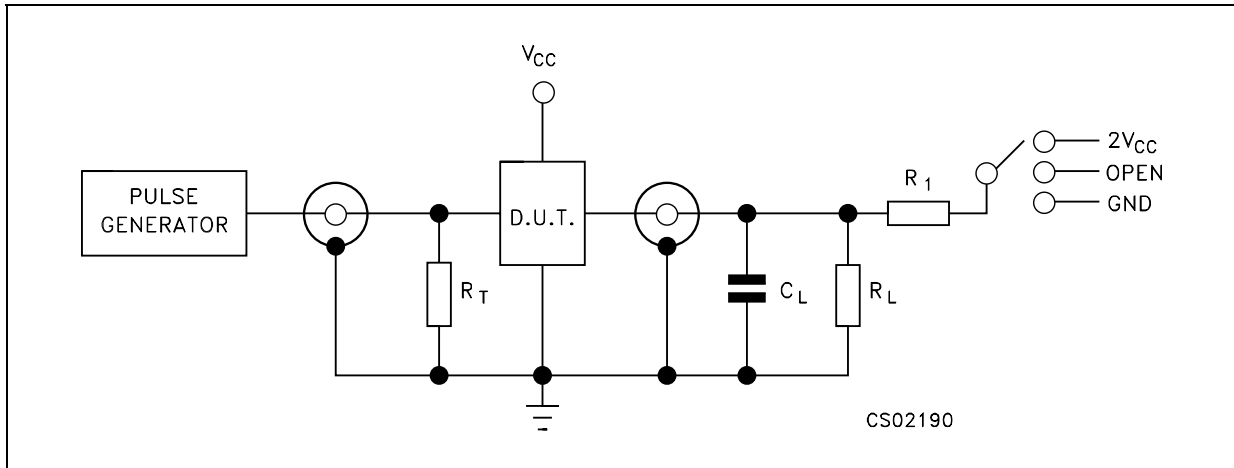 V_CC
PULSE
GENERATOR
D.U.T.
R_T
C_L
R_L
R_1
2V_CC
OPEN
GND
CS02190